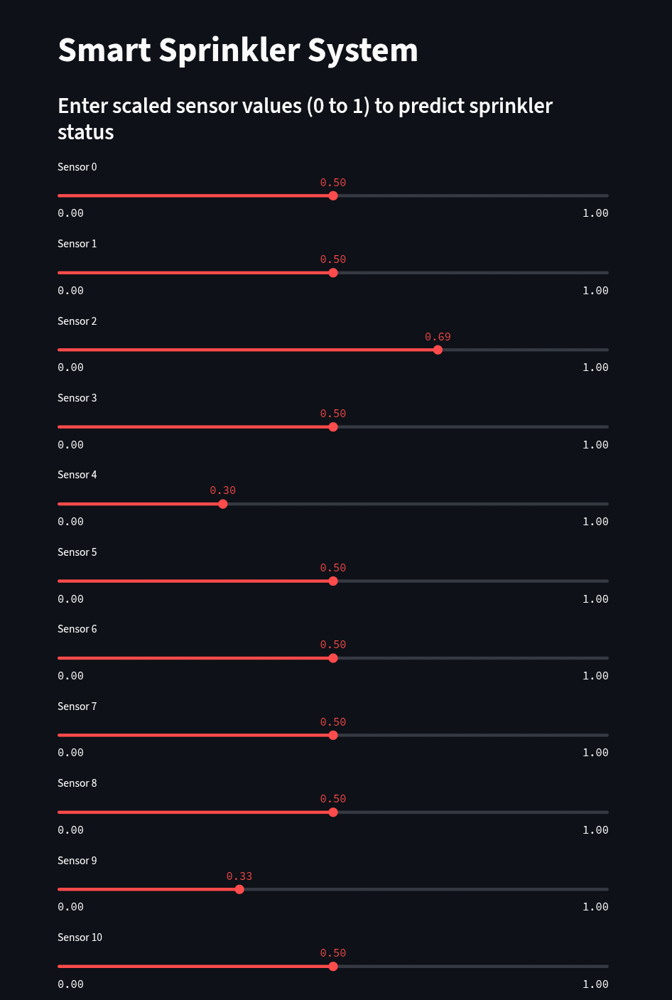 Smart Sprinkler System
Enter scaled sensor values (0 to 1) to predict sprinkler
status
Sensor 0
0.50
0.00 1.00
Sensor 1
0.50
0.00 1.00
Sensor 2
0.69
0.00 1.00
Sensor 3
0.50
0.00 1.00
Sensor 4
0.30
0.00 1.00
Sensor 5
0.50
0.00 1.00
Sensor 6
0.50
0.00 1.00
Sensor 7
0.50
0.00 1.00
Sensor 8
0.50
0.00 1.00
Sensor 9
0.33
0.00 1.00
Sensor 10
0.50
0.00 1.00